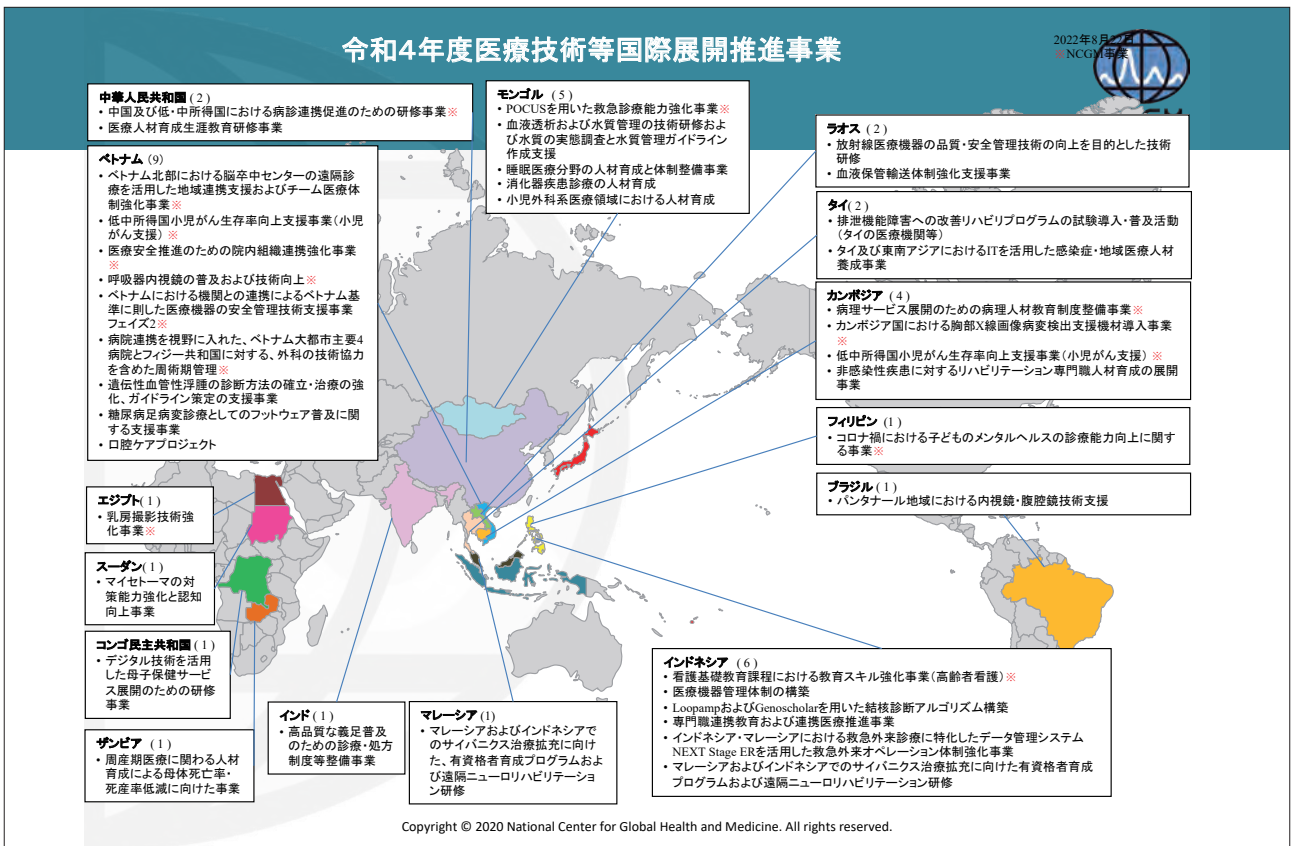 令和4年度医療技術等国際展開推進事業
2022年8月22日
※NCGM事業
中華人民共和国 ( 2 )
• 中国及び低・中所得国における病診連携促進のための研修事業※
• 医療人材育成生涯教育研修事業
ベトナム (9)
• ベトナム北部における脳卒中センターの遠隔診
療を活用した地域連携支援およびチーム医療体
制強化事業※
• 低中所得国小児がん生存率向上支援事業(小児
がん支援) ※
• 医療安全推進のための院内組織連携強化事業
※
• 呼吸器内視鏡の普及および技術向上※
• ベトナムにおける機関との連携によるベトナム基
準に則した医療機器の安全管理技術支援事業
フェイズ2※
• 病院連携を視野に入れた、ベトナム大都市主要4
病院とフィジー共和国に対する、外科の技術協力
を含めた周術期管理※
• 遺伝性血管性浮腫の診断方法の確立・治療の強
化、ガイドライン策定の支援事業
• 糖尿病足病変診療としてのフットウェア普及に関
する支援事業
• 口腔ケアプロジェクト
モンゴル ( 5 )
• POCUSを用いた救急診療能力強化事業※
• 血液透析および水質管理の技術研修およ
び水質の実態調査と水質管理ガイドライン
作成支援
• 睡眠医療分野の人材育成と体制整備事業
• 消化器疾患診療の人材育成
• 小児外科系医療領域における人材育成
ラオス ( 2 )
• 放射線医療機器の品質・安全管理技術の向上を目的とした技術
研修
• 血液保管輸送体制強化支援事業
タイ ( 2 )
• 排泄機能障害への改善リハビリプログラムの試験導入・普及活動
(タイの医療機関等)
• タイ及び東南アジアにおけるITを活用した感染症・地域医療人材
養成事業
カンボジア ( 4 )
• 病理サービス展開のための病理人材教育制度整備事業※
• カンボジア国における胸部X線画像病変検出支援機材導入事業
※
• 低中所得国小児がん生存率向上支援事業(小児がん支援) ※
• 非感染性疾患に対するリハビリテーション専門職人材育成の展開
事業
フィリピン (1)
• コロナ禍における子どものメンタルヘルスの診療能力向上に関す
る事業※
ブラジル ( 1 )
• パンタナール地域における内視鏡・腹腔鏡技術支援
エジプト ( 1 )
• 乳房撮影技術強
化事業※
スーダン( 1 )
• マイセトーマの対
策能力強化と認知
向上事業
コンゴ民主共和国 ( 1 )
• デジタル技術を活用
した母子保健サービ
ス展開のための研修
事業
ザンビア ( 1 )
• 周産期医療に関わる人材
育成による母体死亡率・
死産率低減に向けた事業
インド ( 1 )
• 高品質な義足普及
のための診療・処方
制度等整備事業
マレーシア (1)
• マレーシアおよびインドネシアで
のサイバニクス治療拡充に向け
た、有資格者育成プログラムおよ
び遠隔ニューロリハビリテーショ
ン研修
インドネシア ( 6 )
• 看護基礎教育課程における教育スキル強化事業(高齢者看護) ※
• 医療機器管理体制の構築
• LoopampおよびGenoscholarを用いた結核診断アルゴリズム構築
• 専門職連携教育および連携医療推進事業
• インドネシア・マレーシアにおける救急外来診療に特化したデータ管理システム
NEXT Stage ERを活用した救急外来オペレーション体制強化事業
• マレーシアおよびインドネシアでのサイバニクス治療拡充に向けた有資格者育成
プログラムおよび遠隔ニューロリハビリテーション研修
Copyright © 2020 National Center for Global Health and Medicine. All rights reserved.